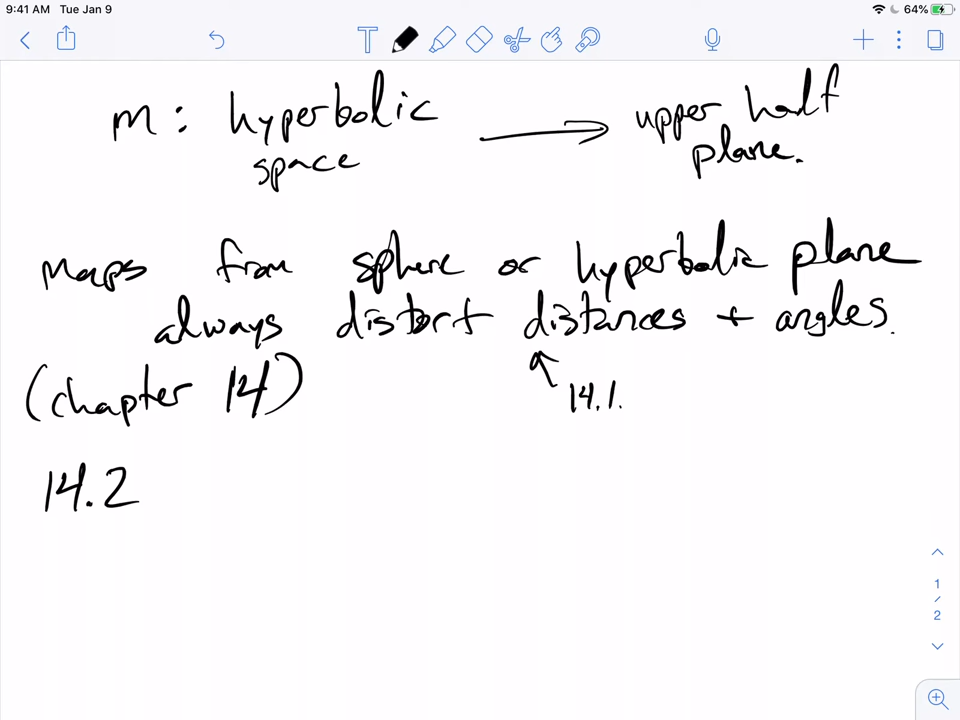 9:41 AM Tue Jan 9
64%
m: hyperbolic space → upper half plane.
Maps from sphere or hyperbolic plane
always distort distances + angles.
(chapter 14)
14.1.
14.2
1
/
2